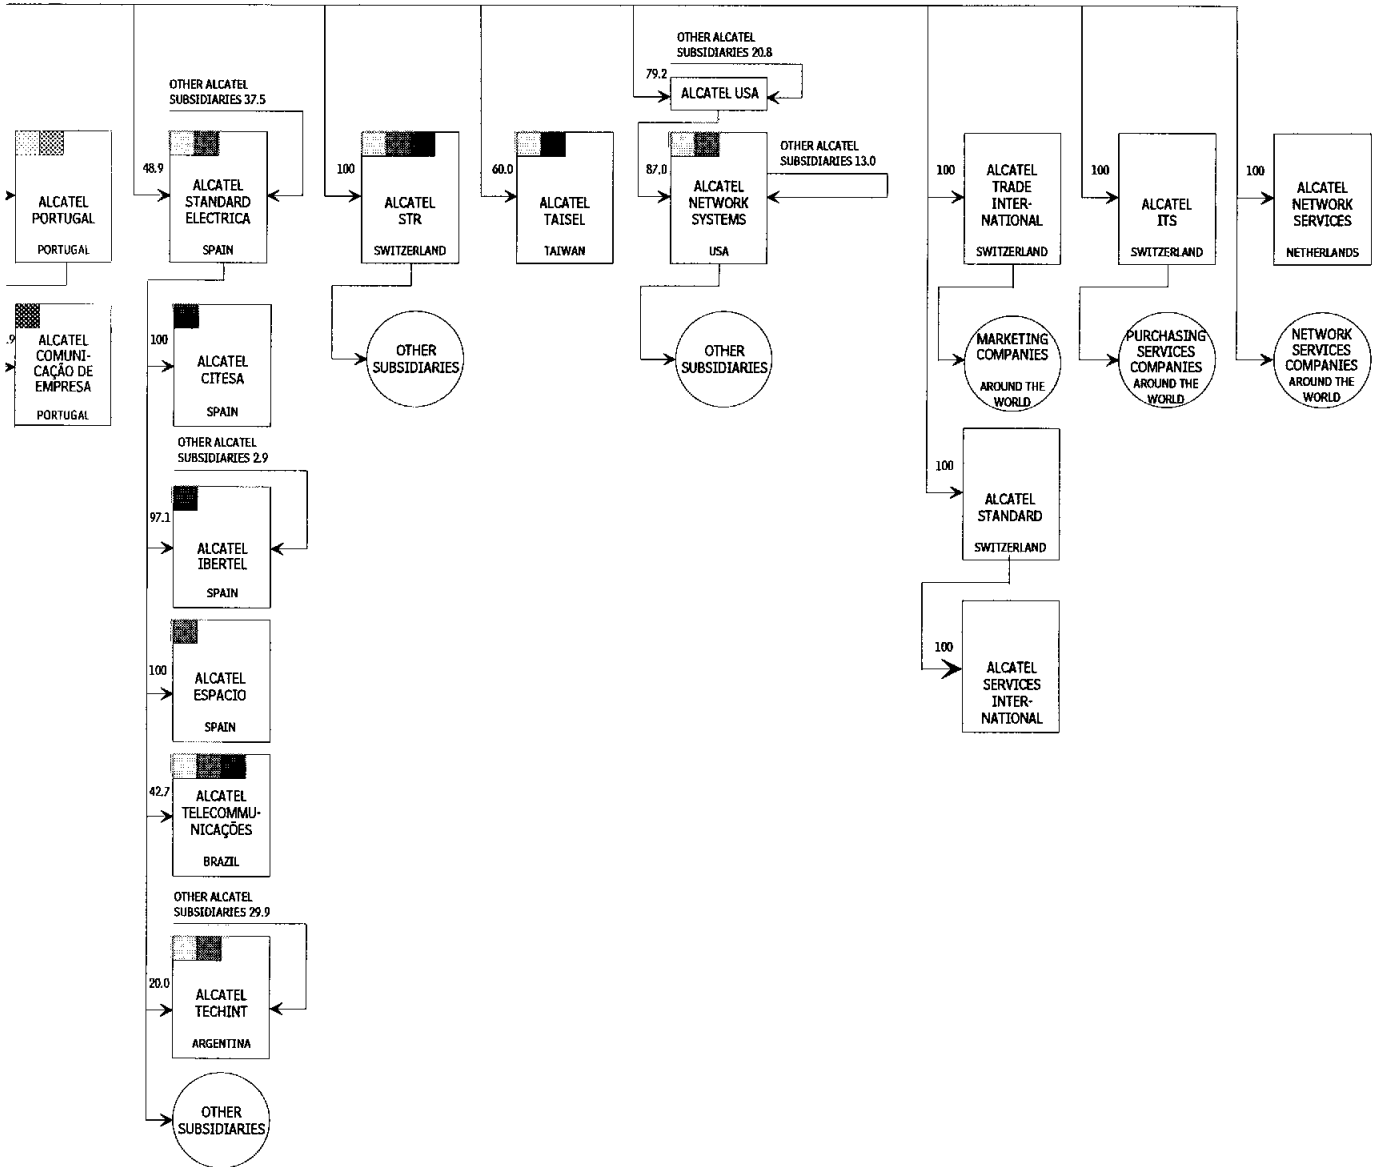 OTHER ALCATEL
SUBSIDIARIES 20.8
79.2
ALCATEL USA
OTHER ALCATEL
SUBSIDIARIES 37.5
ALCATEL
PORTUGAL
PORTUGAL
48.9
ALCATEL
STANDARD
ELECTRICA
SPAIN
100
ALCATEL
STR
SWITZERLAND
60.0
ALCATEL
TAISEL
TAIWAN
87.0
ALCATEL
NETWORK
SYSTEMS
USA
OTHER ALCATEL
SUBSIDIARIES 13.0
100
ALCATEL
TRADE
INTER-
NATIONAL
SWITZERLAND
100
ALCATEL
ITS
SWITZERLAND
100
ALCATEL
NETWORK
SERVICES
NETHERLANDS
.9
ALCATEL
COMUNI-
CAÇÃO DE
EMPRESA
PORTUGAL
100
ALCATEL
CITESA
SPAIN
OTHER
SUBSIDIARIES
OTHER
SUBSIDIARIES
MARKETING
COMPANIES
AROUND THE
WORLD
PURCHASING
SERVICES
COMPANIES
AROUND THE
WORLD
NETWORK
SERVICES
COMPANIES
AROUND THE
WORLD
OTHER ALCATEL
SUBSIDIARIES 2.9
97.1
ALCATEL
IBERTEL
SPAIN
100
ALCATEL
STANDARD
SWITZERLAND
100
ALCATEL
ESPACIO
SPAIN
100
ALCATEL
SERVICES
INTER-
NATIONAL
42.7
ALCATEL
TELECOMMU-
NICAÇÕES
BRAZIL
OTHER ALCATEL
SUBSIDIARIES 29.9
20.0
ALCATEL
TECHINT
ARGENTINA
OTHER
SUBSIDIARIES